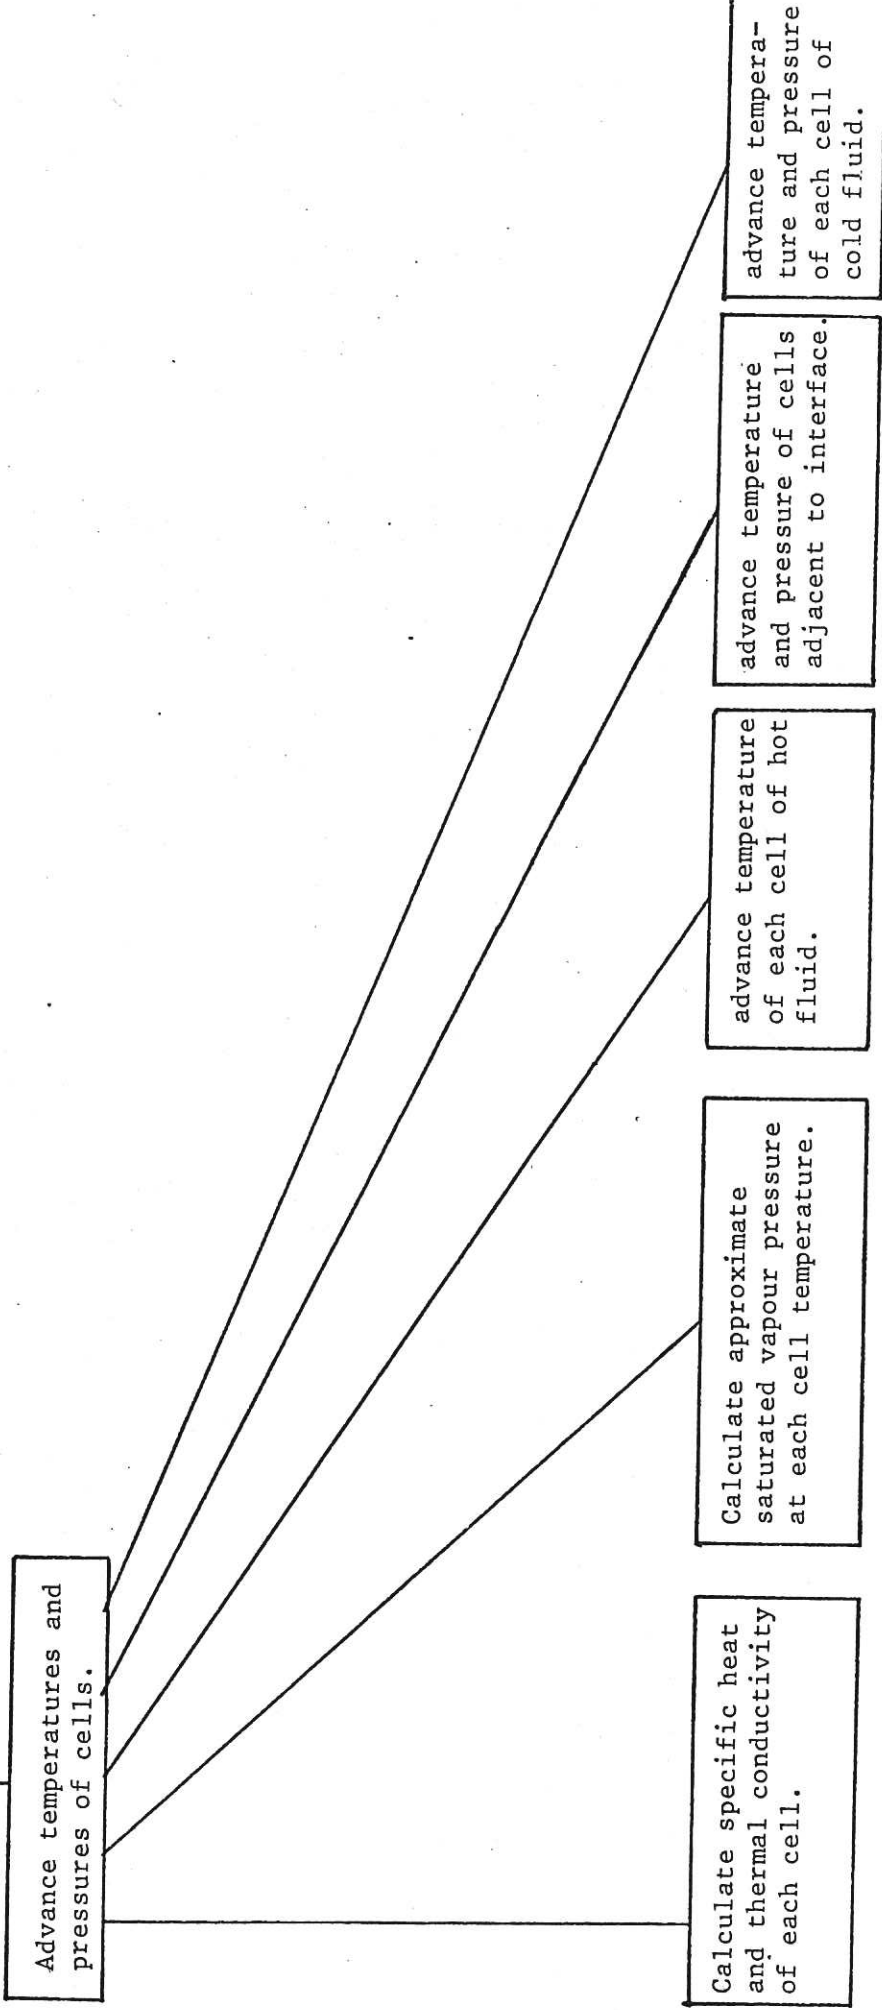 Advance temperatures and
pressures of cells.
Calculate specific heat
and thermal conductivity
of each cell.
Calculate approximate
saturated vapour pressure
at each cell temperature.
advance temperature
of each cell of hot
fluid.
advance temperature
and pressure of cells
adjacent to interface.
advance tempera-
ture and pressure
of each cell of
cold fluid.